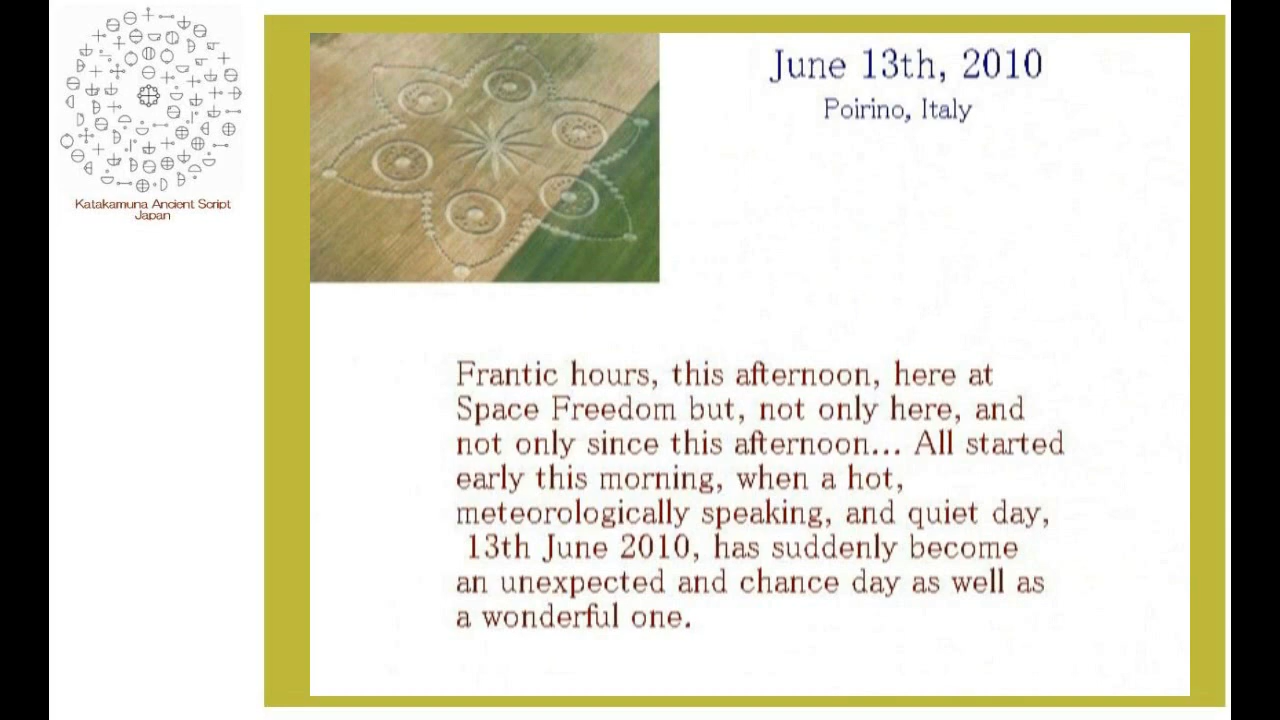 Katakamuna Ancient Script
Japan
June 13th, 2010
Poirino, Italy
Frantic hours, this afternoon, here at
Space Freedom but, not only here, and
not only since this afternoon... All started
early this morning, when a hot,
meteorologically speaking, and quiet day,
13th June 2010, has suddenly become
an unexpected and chance day as well as
a wonderful one.